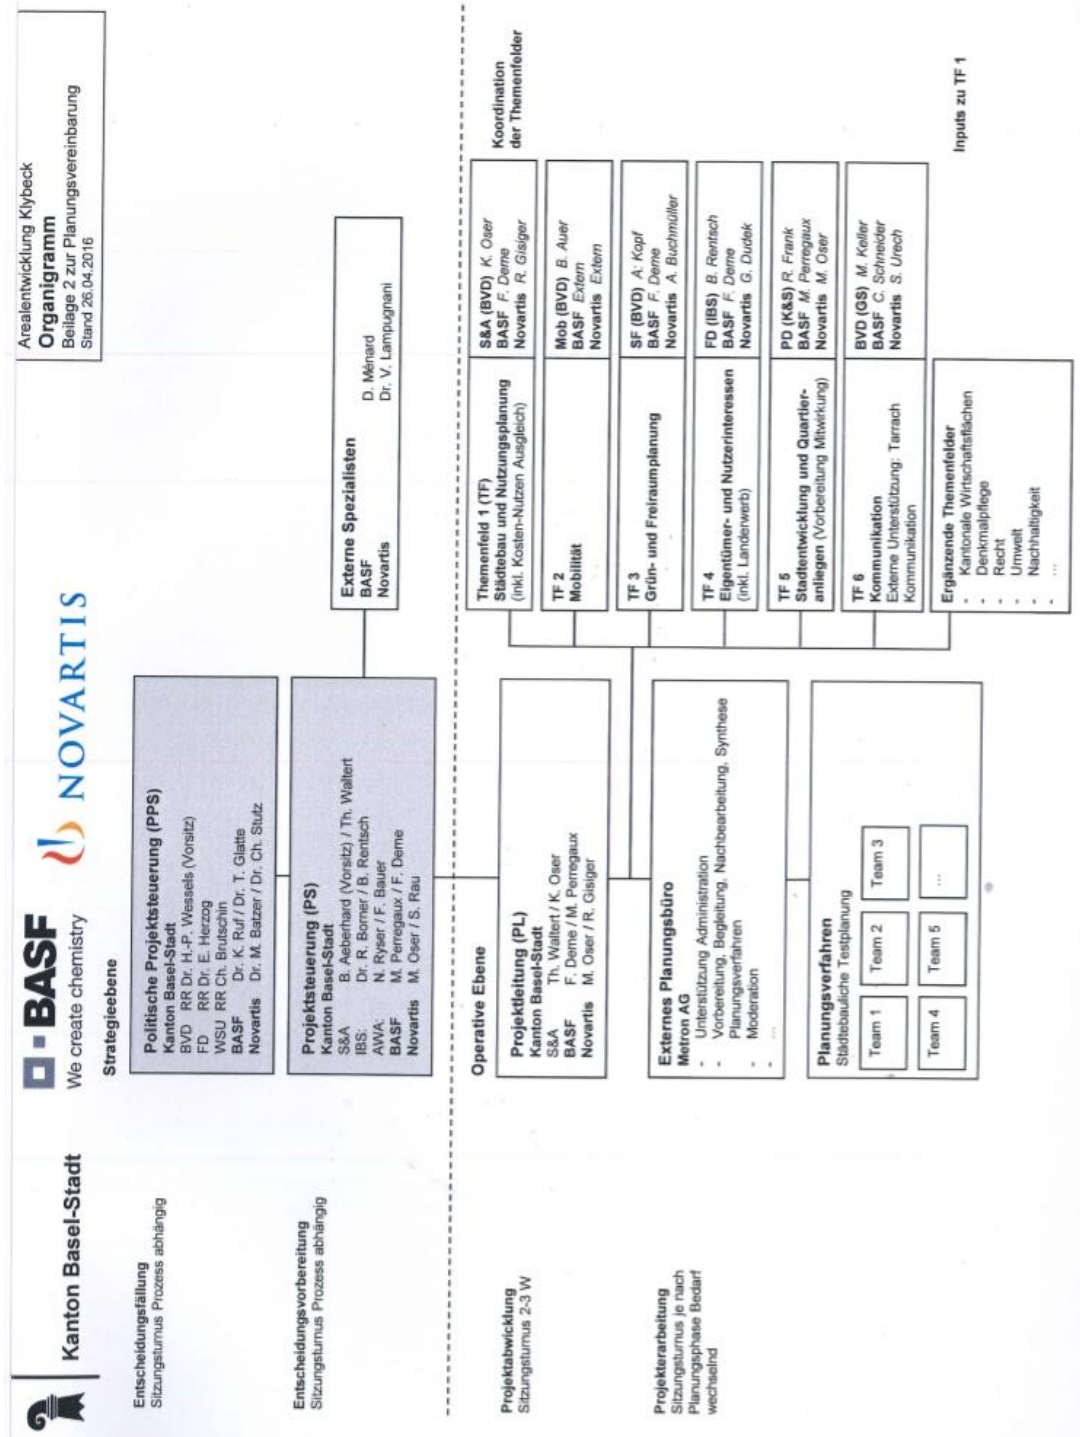 Kanton Basel-Stadt
BASF
We create chemistry
NOVARTIS
Arealentwicklung Klybeck
Organigramm
Beilage 2 zur Planungsvereinbarung
Stand 26.04.2016
Strategieebene
Entscheidungsfällung
Sitzungsturnus Prozess abhängig
Politische Projektsteuerung (PPS)
Kanton Basel-Stadt
BVD RR Dr. H.-P. Wessels (Vorsitz)
FD RR Dr. E. Herzog
WSU RR Ch. Brutschin
BASF Dr. K. Ruf / Dr. T. Glatte
Novartis Dr. M. Batzer / Dr. Ch. Stutz
Entscheidungsvorbereitung
Sitzungsturnus Prozess abhängig
Projektsteuerung (PS)
Kanton Basel-Stadt
S&A B. Aeberhard (Vorsitz) / Th. Waltert
IBS: Dr. R. Borner / B. Rentsch
AWA: N. Ryser / F. Bauer
BASF M. Perregaux / F. Deme
Novartis M. Oser / S. Rau
Externe Spezialisten
BASF D. Ménard
Novartis Dr. V. Lampugnani
Operative Ebene
Projektabwicklung
Sitzungsturnus 2-3 W
Projektleitung (PL)
Kanton Basel-Stadt
S&A Th. Waltert / K. Oser
BASF F. Deme / M. Perregaux
Novartis M. Oser / R. Gisiger
Projekterarbeitung
Sitzungsturnus je nach
Planungsphase Bedarf
wechselnd
Externes Planungsbüro
Metron AG
- Unterstützung Administration
- Vorbereitung, Begleitung, Nachbearbeitung, Synthese
Planungsverfahren
- Moderation
- ...
Planungsverfahren
Städtebauliche Testplanung
Team 1 Team 2 Team 3
Team 4 Team 5 ...
Themenfeld 1 (TF)
Städtebau und Nutzungsplanung
(inkl. Kosten-Nutzen Ausgleich)
S&A (BVD) K. Oser
BASF F. Deme
Novartis R. Gisiger
Koordination
der Themenfelder
TF 2
Mobilität
Mob (BVD) B. Auer
BASF Extern
Novartis Extern
TF 3
Grün- und Freiraumplanung
SF (BVD) A: Kopf
BASF F. Deme
Novartis A. Buchmüller
TF 4
Eigentümer- und Nutzerinteressen
(inkl. Landerwerb)
FD (IBS) B. Rentsch
BASF F. Deme
Novartis G. Dudek
TF 5
Stadtentwicklung und Quartier-
anliegen (Vorbereitung Mitwirkung)
PD (K&S) R. Frank
BASF M. Perregaux
Novartis M. Oser
TF 6
Kommunikation
Externe Unterstützung: Tarrach
Kommunikation
BVD (GS) M. Keller
BASF C. Schneider
Novartis S. Urech
Ergänzende Themenfelder
- Kantonale Wirtschaftsflächen
- Denkmalpflege
- Recht
- Umwelt
- Nachhaltigkeit
- ...
Inputs zu TF 1